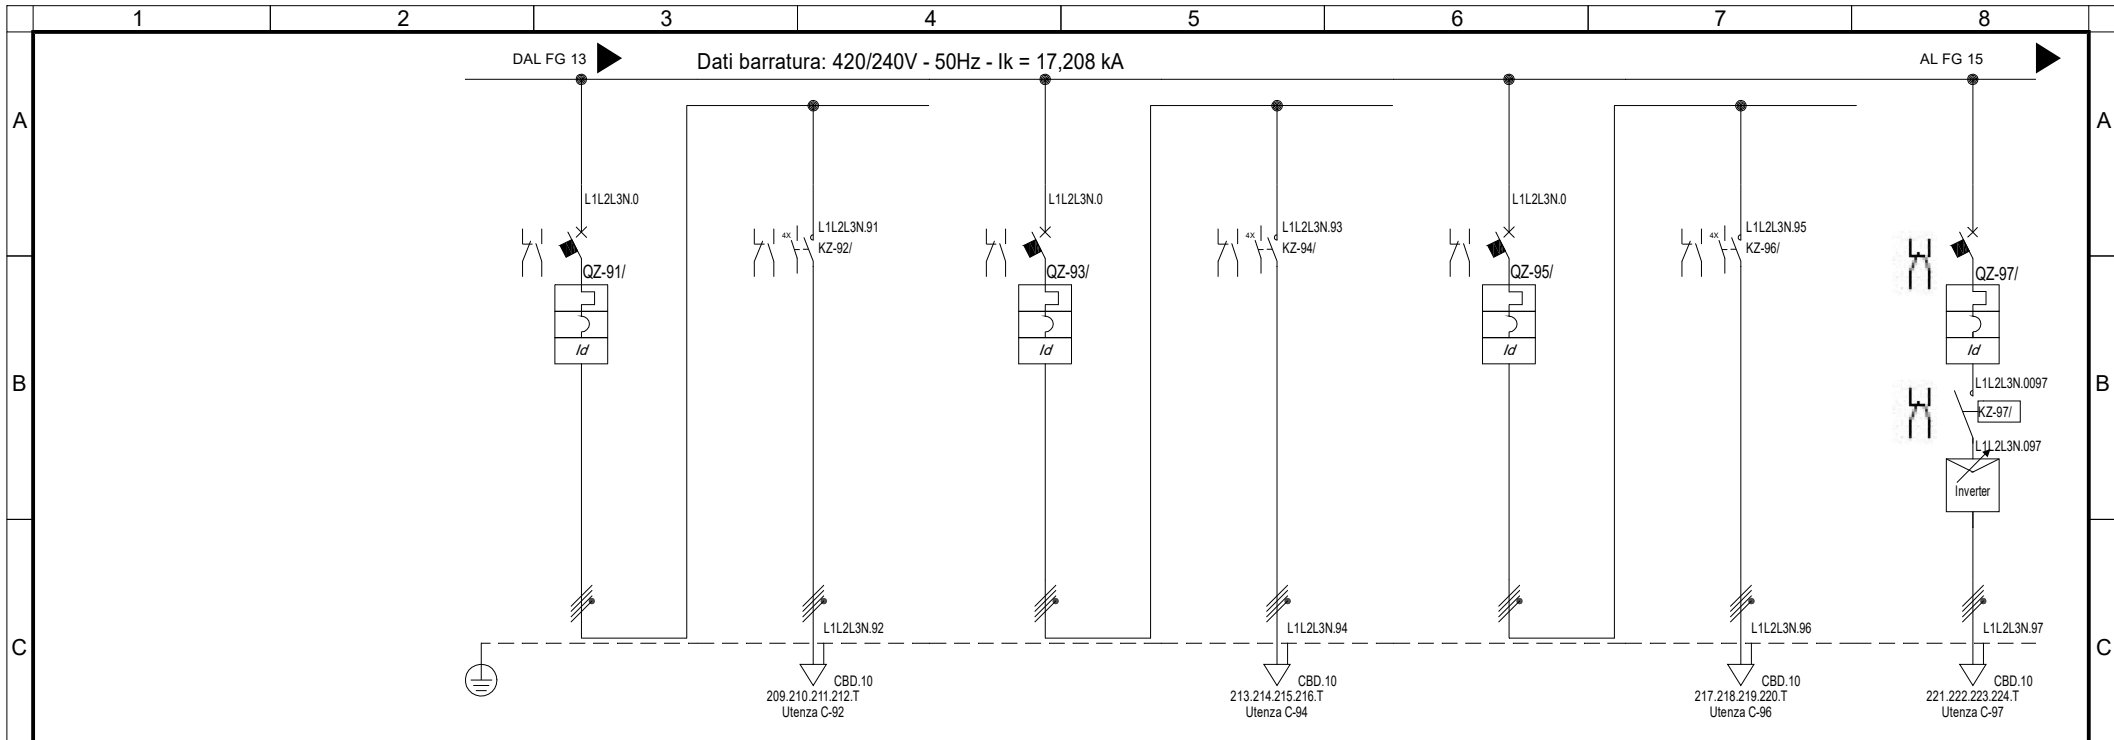 1 2 3 4 5 6 7 8
DAL FG 13
Dati barratura: 420/240V - 50Hz - Ik = 17,208 kA
AL FG 15
A
A
L1L2L3N.0
L1L2L3N.91
L1L2L3N.0
L1L2L3N.93
L1L2L3N.0
L1L2L3N.95
4X
KZ-92/
4X
KZ-94/
4X
KZ-96/
QZ-91/
QZ-93/
QZ-95/
QZ-97/
Id
Id
Id
Id
B
B
L1L2L3N.0097
KZ-97/
L1L2L3N.097
Inverter
L1L2L3N.92
L1L2L3N.94
L1L2L3N.96
L1L2L3N.97
C
C
CBD.10
209.210.211.212.T
Utenza C-92
CBD.10
213.214.215.216.T
Utenza C-94
CBD.10
217.218.219.220.T
Utenza C-96
CBD.10
221.222.223.224.T
Utenza C-97